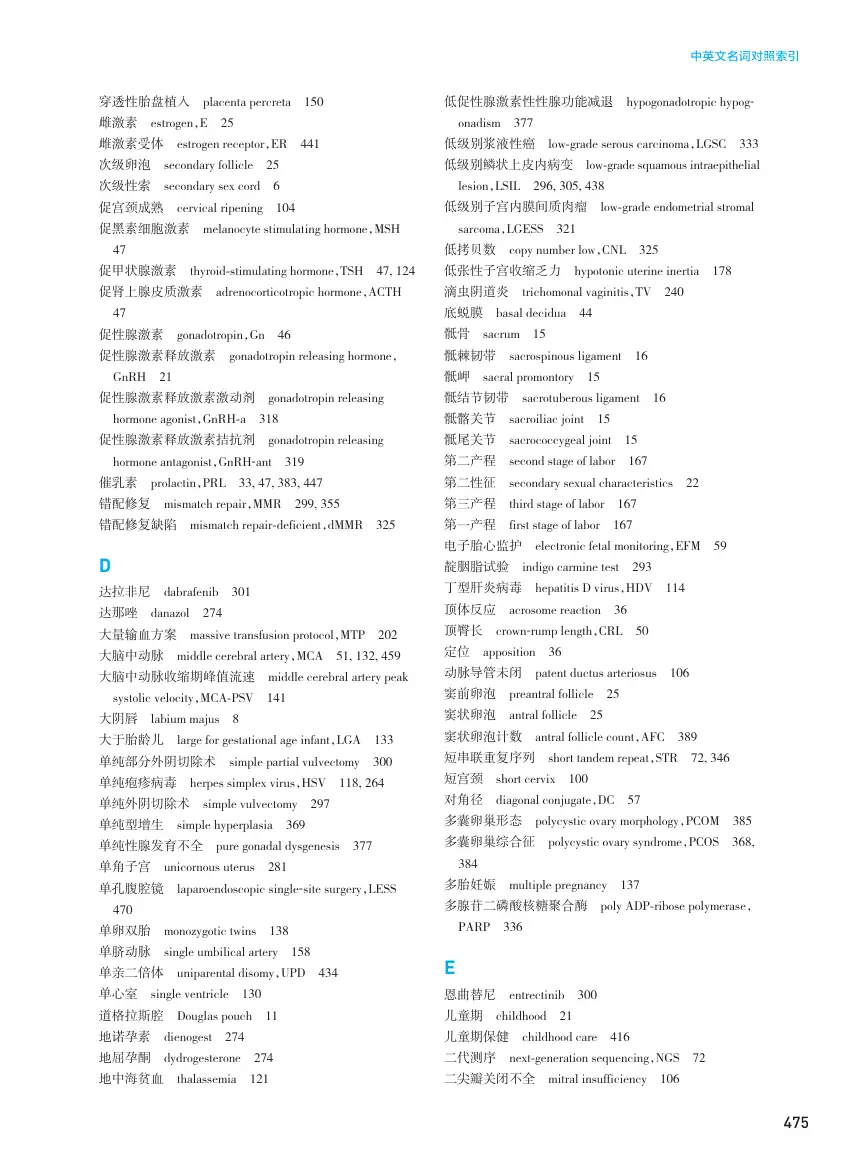 中英文名词对照索引
穿透性胎盘植入 placenta percreta 150
雌激素 estrogen,E 25
雌激素受体 estrogen receptor,ER 441
次级卵泡 secondary follicle 25
次级性索 secondary sex cord 6
促宫颈成熟 cervical ripening 104
促黑素细胞激素 melanocyte stimulating hormone,MSH
47
促甲状腺激素 thyroid-stimulating hormone,TSH 47, 124
促肾上腺皮质激素 adrenocorticotropic hormone,ACTH
47
促性腺激素 gonadotropin,Gn 46
促性腺激素释放激素 gonadotropin releasing hormone,
GnRH 21
促性腺激素释放激素激动剂 gonadotropin releasing
hormone agonist,GnRH-a 318
促性腺激素释放激素拮抗剂 gonadotropin releasing
hormone antagonist,GnRH-ant 319
催乳素 prolactin,PRL 33, 47, 383, 447
错配修复 mismatch repair,MMR 299, 355
错配修复缺陷 mismatch repair-deficient,dMMR 325
D
达拉非尼 dabrafenib 301
达那唑 danazol 274
大量输血方案 massive transfusion protocol,MTP 202
大脑中动脉 middle cerebral artery,MCA 51, 132, 459
大脑中动脉收缩期峰值流速 middle cerebral artery peak
systolic velocity,MCA-PSV 141
大阴唇 labium majus 8
大于胎龄儿 large for gestational age infant,LGA 133
单纯部分外阴切除术 simple partial vulvectomy 300
单纯疱疹病毒 herpes simplex virus,HSV 118, 264
单纯外阴切除术 simple vulvectomy 297
单纯型增生 simple hyperplasia 369
单纯性腺发育不全 pure gonadal dysgenesis 377
单角子宫 unicornous uterus 281
单孔腹腔镜 laparoendoscopic single-site surgery,LESS
470
单卵双胎 monozygotic twins 138
单脐动脉 single umbilical artery 158
单亲二倍体 uniparental disomy,UPD 434
单心室 single ventricle 130
道格拉斯腔 Douglas pouch 11
地诺孕素 dienogest 274
地屈孕酮 dydrogesterone 274
地中海贫血 thalassemia 121
低促性腺激素性性腺功能减退 hypogonadotropic hypog-
onadism 377
低级别浆液性癌 low-grade serous carcinoma,LGSC 333
低级别鳞状上皮内病变 low-grade squamous intraepithelial
lesion,LSIL 296, 305, 438
低级别子宫内膜间质肉瘤 low-grade endometrial stromal
sarcoma,LGESS 321
低拷贝数 copy number low,CNL 325
低张性子宫收缩乏力 hypotonic uterine inertia 178
滴虫阴道炎 trichomonal vaginitis,TV 240
底蜕膜 basal decidua 44
骶骨 sacrum 15
骶棘韧带 sacrospinous ligament 16
骶岬 sacral promontory 15
骶结节韧带 sacrotuberous ligament 16
骶髂关节 sacroiliac joint 15
骶尾关节 sacrococcygeal joint 15
第二产程 second stage of labor 167
第二性征 secondary sexual characteristics 22
第三产程 third stage of labor 167
第一产程 first stage of labor 167
电子胎心监护 electronic fetal monitoring,EFM 59
靛胭脂试验 indigo carmine test 293
丁型肝炎病毒 hepatitis D virus,HDV 114
顶体反应 acrosome reaction 36
顶臀长 crown-rump length,CRL 50
定位 apposition 36
动脉导管未闭 patent ductus arteriosus 106
窦前卵泡 preantral follicle 25
窦状卵泡 antral follicle 25
窦状卵泡计数 antral follicle count,AFC 389
短串联重复序列 short tandem repeat,STR 72, 346
短宫颈 short cervix 100
对角径 diagonal conjugate,DC 57
多囊卵巢形态 polycystic ovary morphology,PCOM 385
多囊卵巢综合征 polycystic ovary syndrome,PCOS 368,
384
多胎妊娠 multiple pregnancy 137
多腺苷二磷酸核糖聚合酶 poly ADP-ribose polymerase,
PARP 336
E
恩曲替尼 entrectinib 300
儿童期 childhood 21
儿童期保健 childhood care 416
二代测序 next-generation sequencing,NGS 72
二尖瓣关闭不全 mitral insufficiency 106
475